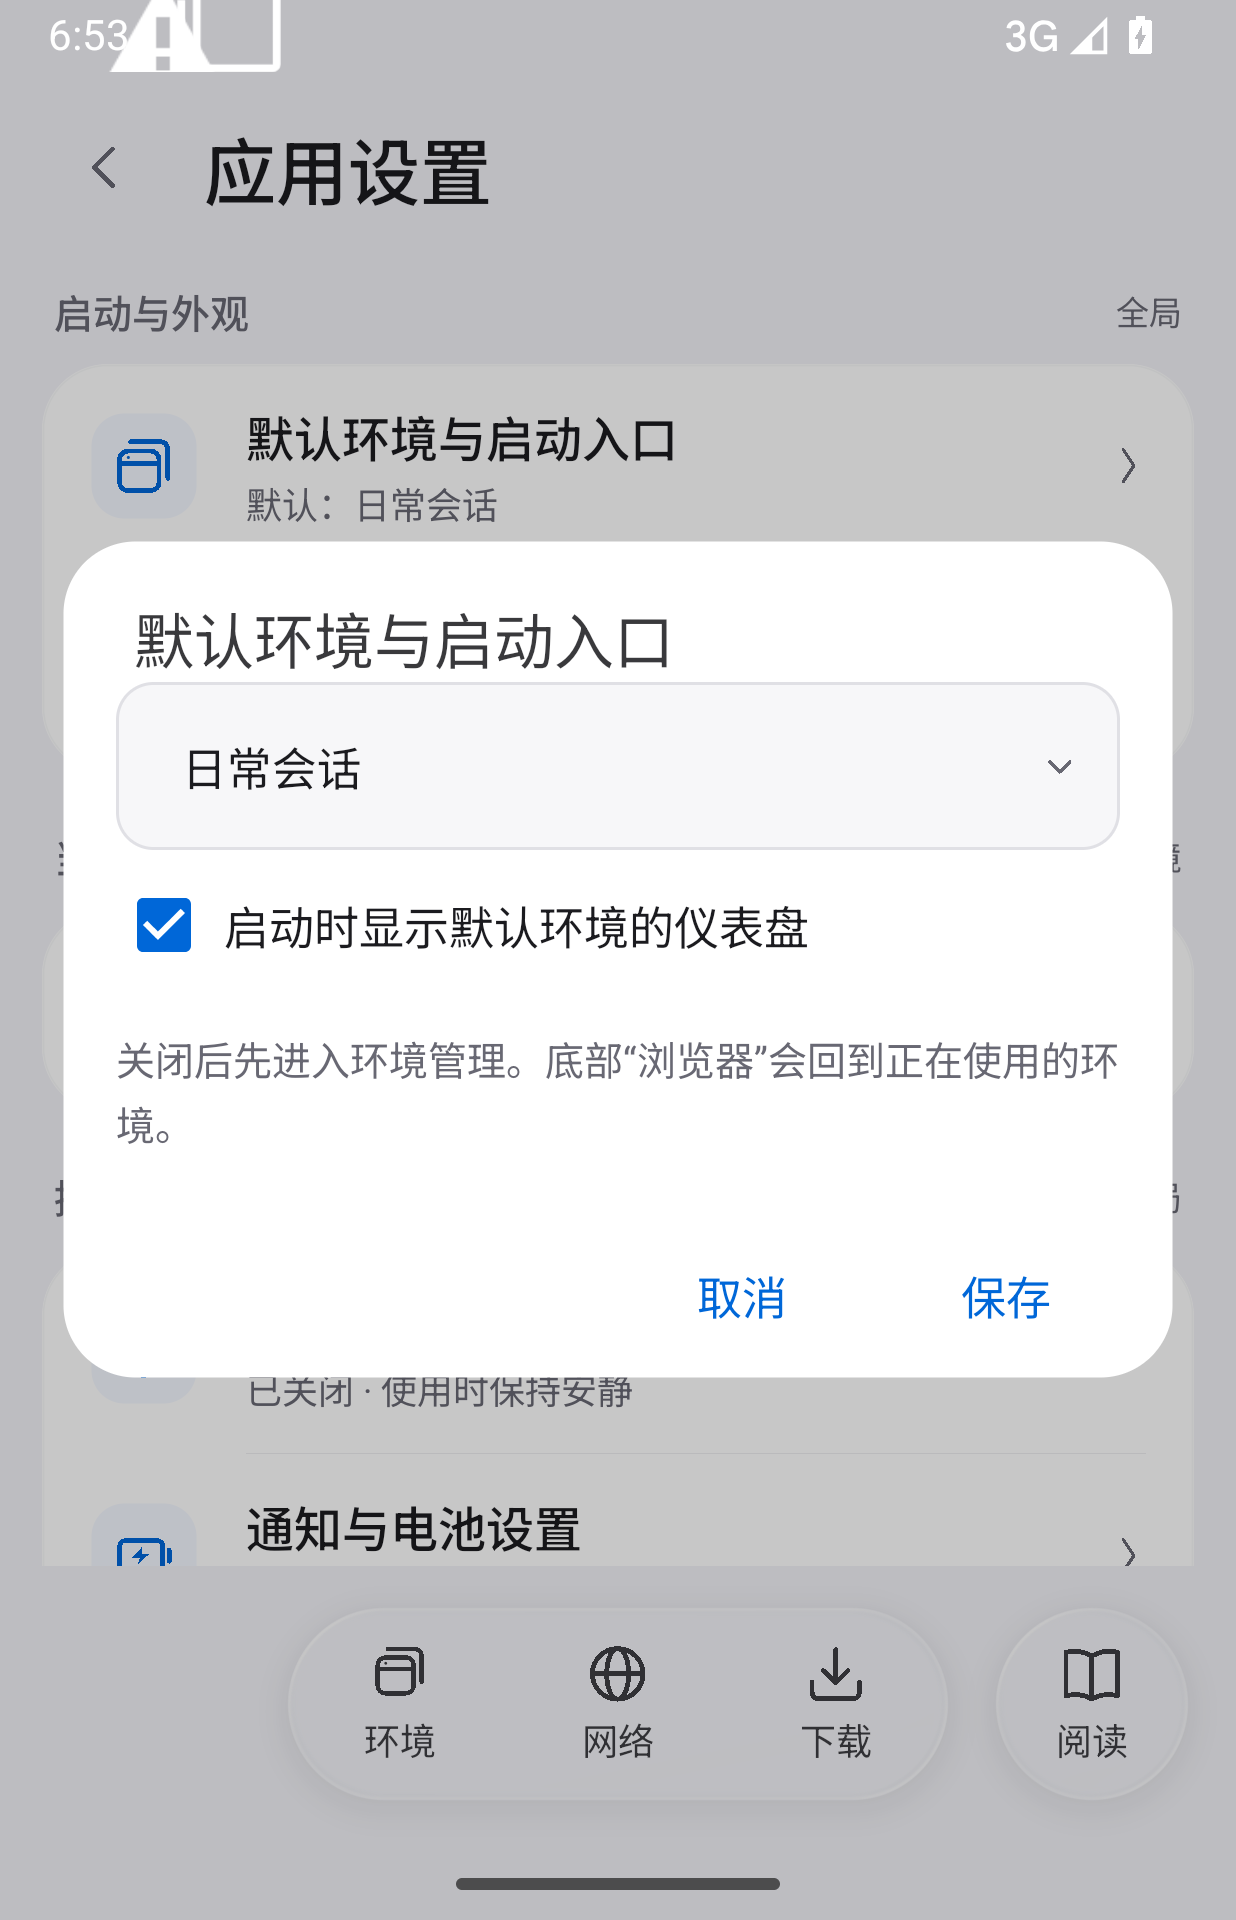 6:53
3G
应用设置
启动与外观
全局
默认环境与启动入口
默认：日常会话
默认环境与启动入口
日常会话
启动时显示默认环境的仪表盘
关闭后先进入环境管理。底部“浏览器”会回到正在使用的环
境。
取消
保存
已关闭 · 使用时保持安静
通知与电池设置
环境
网络
下载
阅读